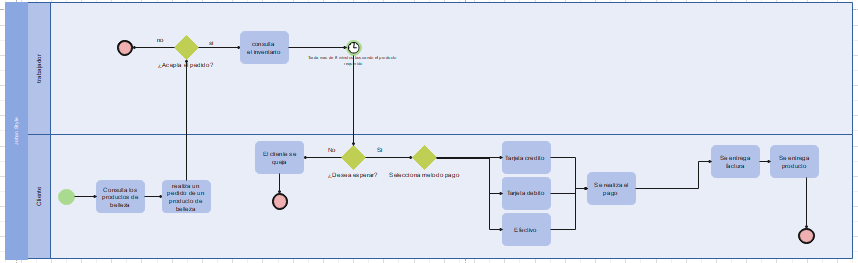 trabajador
no
si
¿Acepta el pedido?
consulta
el inventario
Cliente
Consulta los
productos de
belleza
realiza un
pedido de un
producto de
belleza
El cliente se
queja
No
Si
¿Desea esperar?
Selecciona metodo pago
Tarjeta credito
Tarjeta debito
Efectivo
Se realiza el
pago
Se entrega
factura
Se entrega
producto